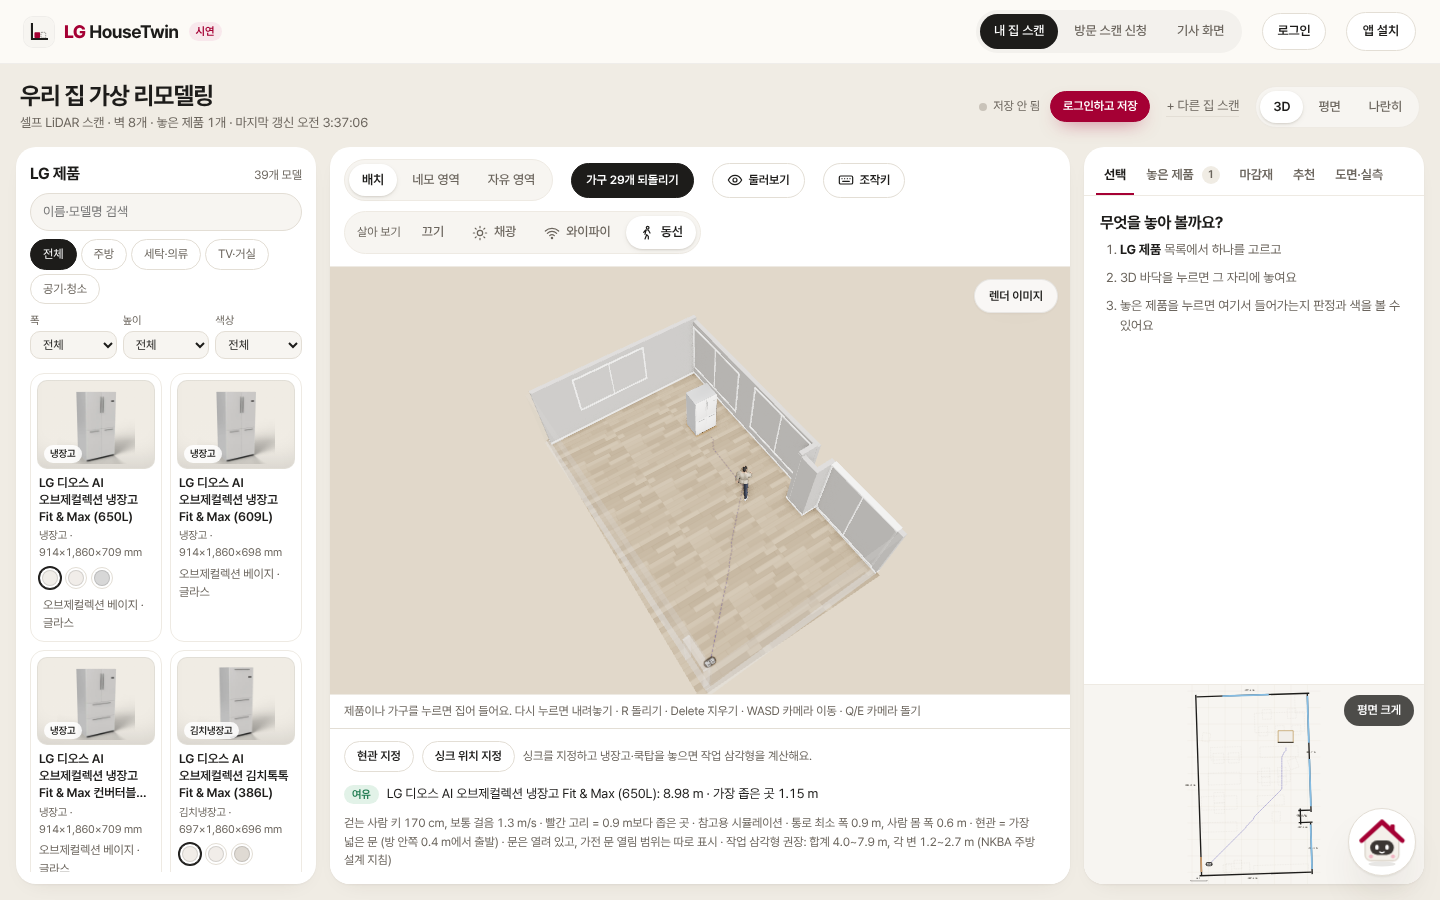 LG HouseTwin 시연
내 집 스캔 방문 스캔 신청 기사 화면 로그인 앱 설치
우리 집 가상 리모델링
셀프 LiDAR 스캔 · 벽 8개 · 놓은 제품 1개 · 마지막 갱신 오전 3:37:06
저장 안 됨 로그인하고 저장 + 다른 집 스캔 3D 평면 나란히
LG 제품 39개 모델
이름·모델명 검색
전체 주방 세탁·의류 TV·거실
공기·청소
폭 높이 색상
전체 전체 전체
냉장고
LG 디오스 AI
오브제컬렉션 냉장고
Fit & Max (650L)
냉장고 ·
914×1,860×709 mm
오브제컬렉션 베이지 ·
글라스
냉장고
LG 디오스 AI
오브제컬렉션 냉장고
Fit & Max (609L)
냉장고 ·
914×1,860×698 mm
오브제컬렉션 베이지 ·
글라스
냉장고
LG 디오스 AI
오브제컬렉션 냉장고
Fit & Max 컨버터블...
냉장고 ·
914×1,860×709 mm
오브제컬렉션 베이지 ·
글라스
김치냉장고
LG 디오스 AI
오브제컬렉션 김치톡톡
Fit & Max (386L)
김치냉장고 ·
697×1,860×696 mm
배치 네모 영역 자유 영역 가구 29개 되돌리기 둘러보기 조작키
살아 보기 끄기 채광 와이파이 동선
렌더 이미지
제품이나 가구를 누르면 집어 들어요. 다시 누르면 내려놓기 · R 돌리기 · Delete 지우기 · WASD 카메라 이동 · Q/E 카메라 돌기
현관 지정 싱크 위치 지정 싱크를 지정하고 냉장고·쿡탑을 놓으면 작업 삼각형을 계산해요.
여유 LG 디오스 AI 오브제컬렉션 냉장고 Fit & Max (650L): 8.98 m · 가장 좁은 곳 1.15 m
걷는 사람 키 170 cm, 보통 걸음 1.3 m/s · 빨간 고리 = 0.9 m보다 좁은 곳 · 참고용 시뮬레이션 · 통로 최소 폭 0.9 m, 사람 몸 폭 0.6 m · 현관 = 가장
넓은 문 (방 안쪽 0.4 m에서 출발) · 문은 열려 있고, 가전 문 열림 범위는 따로 표시 · 작업 삼각형 권장: 합계 4.0~7.9 m, 각 변 1.2~2.7 m (NKBA 주방
설계 지침)
선택 놓은 제품 1 마감재 추천 도면·실측
무엇을 놓아 볼까요?
1. LG 제품 목록에서 하나를 고르고
2. 3D 바닥을 누르면 그 자리에 놓여요
3. 놓은 제품을 누르면 여기서 들어가는지 판정과 색을 볼 수
있어요
평면 크게